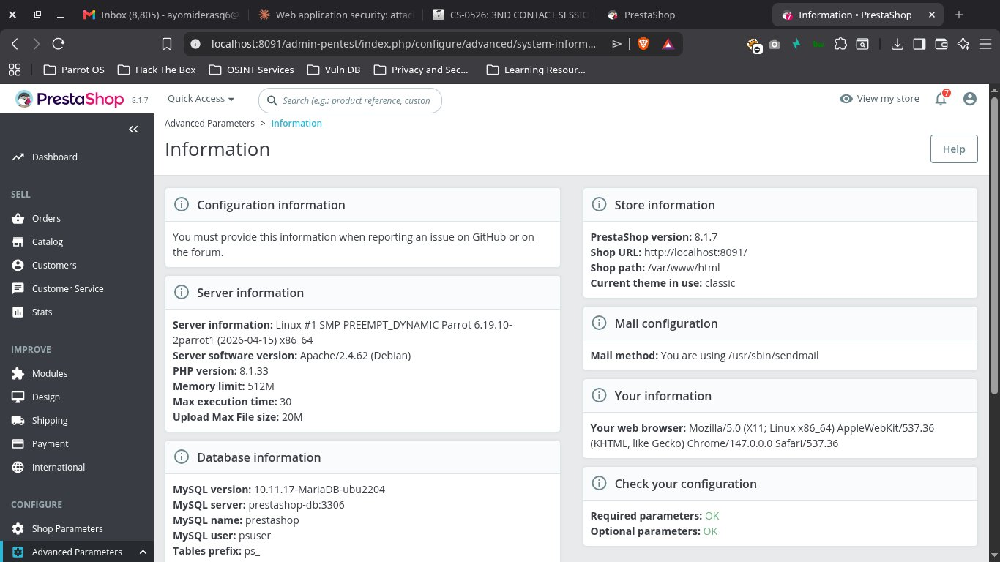 Inbox (8,805) - ayomiderasq6@
Web application security: attac
CS-0526: 3ND CONTACT SESSIO
PrestaShop
Information • PrestaShop
localhost:8091/admin-pentest/index.php/configure/advanced/system-inform...
Parrot OS
Hack The Box
OSINT Services
Vuln DB
Privacy and Sec...
Learning Resour...
PrestaShop 8.1.7
Quick Access
Search (e.g.: product reference, custon
View my store
7
Advanced Parameters > Information
Information
Help
Dashboard
SELL
Orders
Catalog
Customers
Customer Service
Stats
IMPROVE
Modules
Design
Shipping
Payment
International
CONFIGURE
Shop Parameters
Advanced Parameters
Configuration information
You must provide this information when reporting an issue on GitHub or on
the forum.
Server information
Server information: Linux #1 SMP PREEMPT_DYNAMIC Parrot 6.19.10-
2parrot1 (2026-04-15) x86_64
Server software version: Apache/2.4.62 (Debian)
PHP version: 8.1.33
Memory limit: 512M
Max execution time: 30
Upload Max File size: 20M
Database information
MySQL version: 10.11.17-MariaDB-ubu2204
MySQL server: prestashop-db:3306
MySQL name: prestashop
MySQL user: psuser
Tables prefix: ps_
Store information
PrestaShop version: 8.1.7
Shop URL: http://localhost:8091/
Shop path: /var/www/html
Current theme in use: classic
Mail configuration
Mail method: You are using /usr/sbin/sendmail
Your information
Your web browser: Mozilla/5.0 (X11; Linux x86_64) AppleWebKit/537.36
(KHTML, like Gecko) Chrome/147.0.0.0 Safari/537.36
Check your configuration
Required parameters: OK
Optional parameters: OK